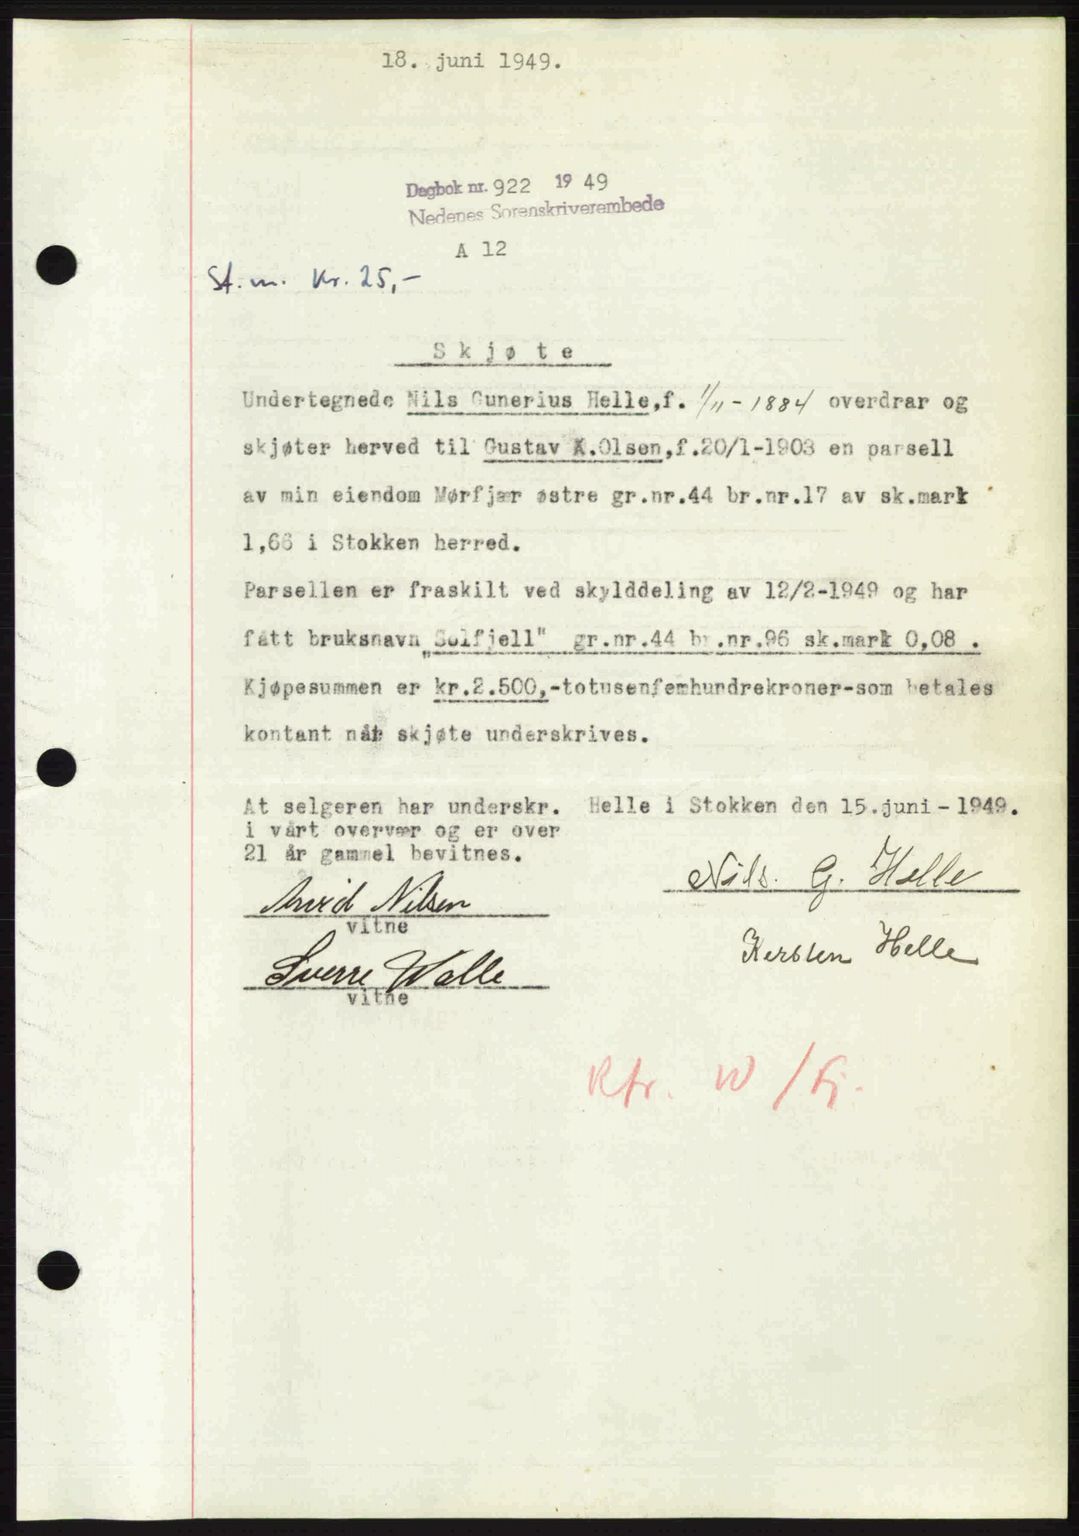 18. juni 1949.
Dagbok nr. 922 1949
Nedenes Sorenskriverembede
A 12
St.m. Kr. 25,-
Skjøte
Undertegnede Nils Gunerius Helle, f. 1/11-1884 overdrar og
skjøter herved til Gustav K.Olsen, f.20/1-1903 en parsell
av min eiendom Mørfjær østre gr.nr.44 br.nr.17 av sk.mark
1,66 i Stokken herred.
Parsellen er fraskilt ved skylddeling av 12/2-1949 og har
fått bruksnavn „Solfjell" gr.nr.44 br.nr.96 sk.mark 0,08 .
Kjøpesummen er kr.2.500,-totusenfemhundrekroner-som betales
kontant når skjøte underskrives.
At selgeren har underskr. Helle i Stokken den 15.juni-1949.
i vårt overvær og er over
21 år gammel bevitnes.
Nils. G. Helle
Arvid Nilsen
vitne
Kersten Helle
Sverre Walle
vitne
Rfr. W / Fj.